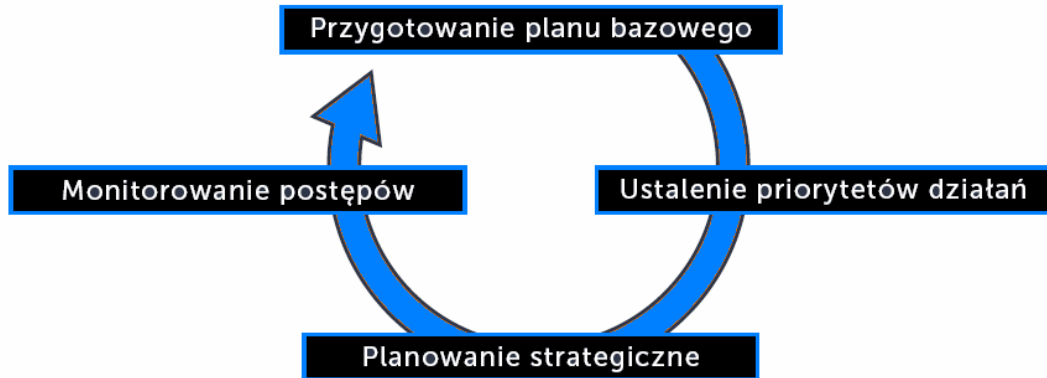 Przygotowanie planu bazowego
Monitorowanie postępów
Ustalenie priorytetów działań
Planowanie strategiczne